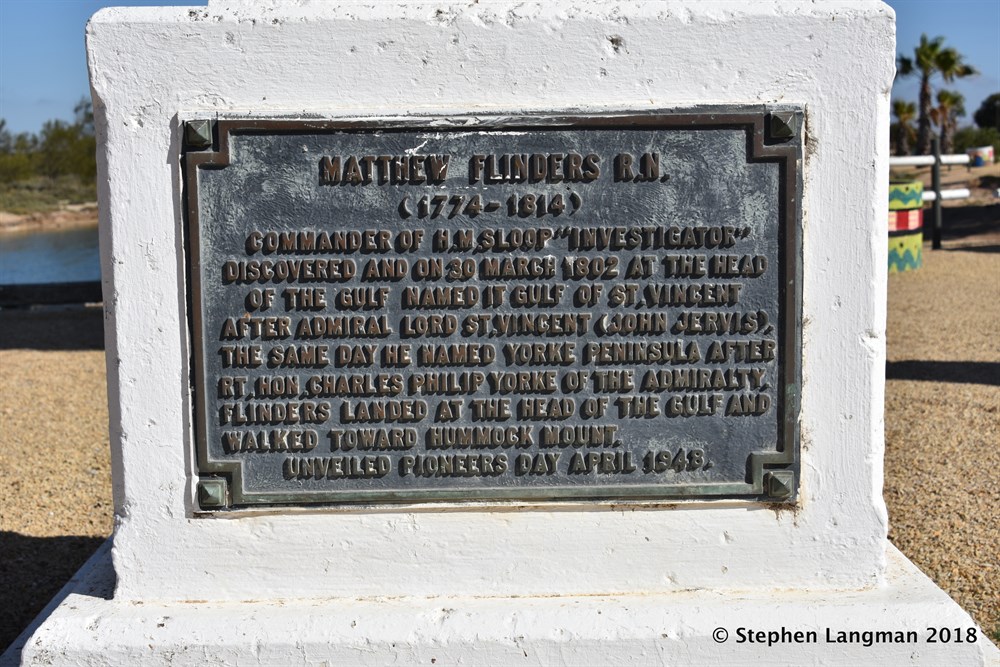 MATTHEW FLINDERS R.N.
(1774-1814)
COMMANDER OF H.M. SLOOP "INVESTIGATOR"
DISCOVERED AND ON 30 MARCH 1802 AT THE HEAD
OF THE GULF NAMED IT GULF OF ST. VINCENT
AFTER ADMIRAL LORD ST. VINCENT (JOHN JERVIS),
THE SAME DAY HE NAMED YORKE PENINSULA AFTER
RT. HON. CHARLES PHILIP YORKE OF THE ADMIRALTY.
FLINDERS LANDED AT THE HEAD OF THE GULF AND
WALKED TOWARD HUMMOCK MOUNT.
UNVEILED PIONEERS DAY APRIL 1948.
© Stephen Langman 2018